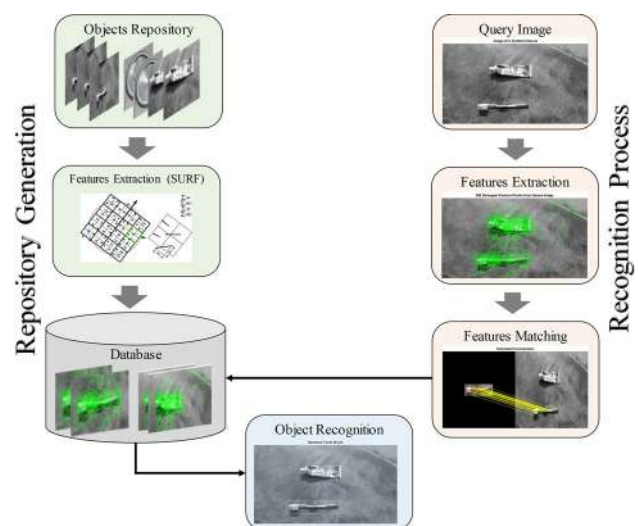 Objects Repository
Query Image
Repository Generation
Features Extraction (SURF)
Features Extraction
Recognition Process
Database
Features Matching
Object Recognition